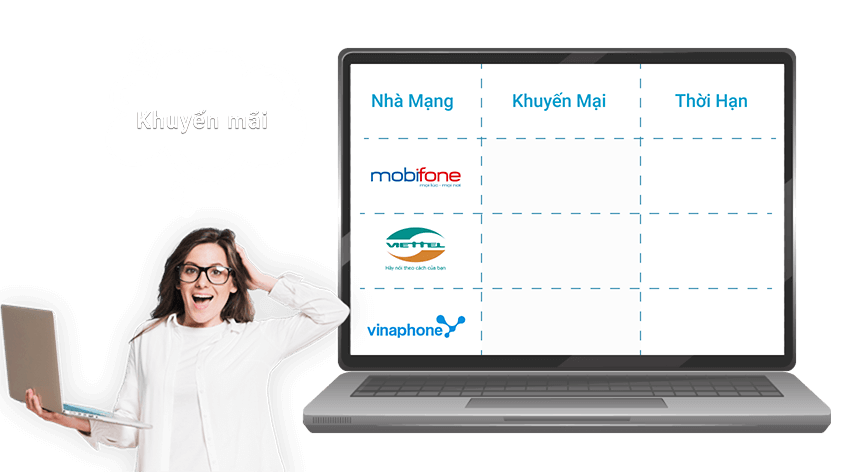 Khuyến mãi
Nhà Mạng Khuyến Mại Thời Hạn
mobifone
mọi lúc - mọi nơi
VIETTEL
Hãy nói theo cách của bạn
vinaphone